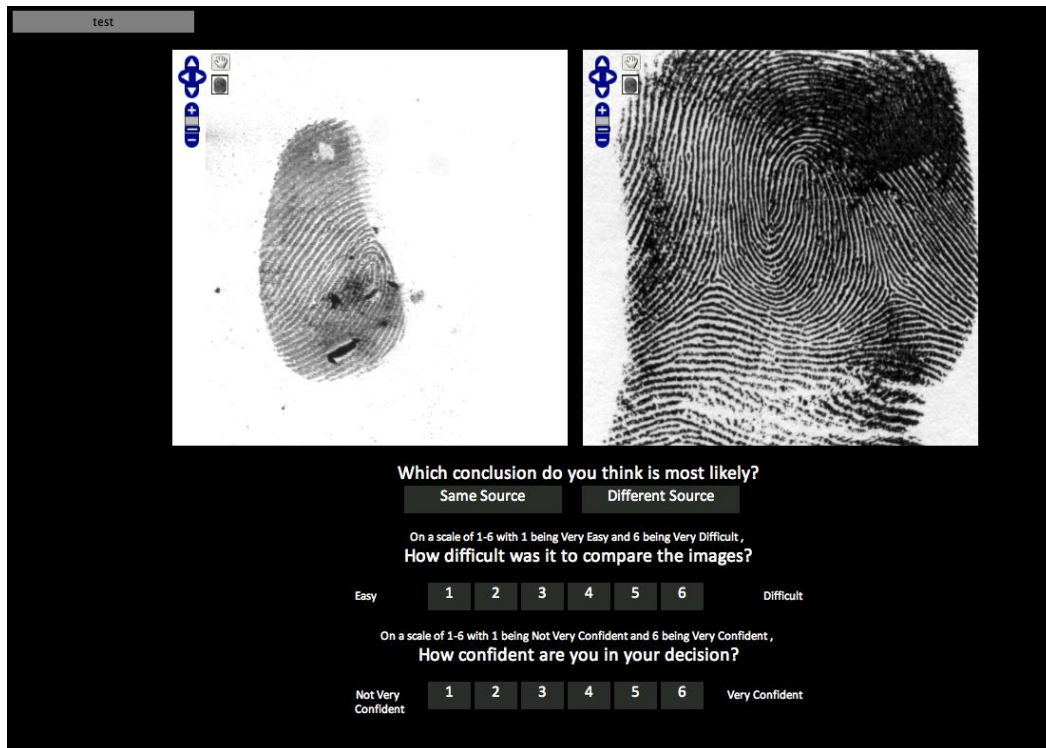 test
Which conclusion do you think is most likely?
Same Source Different Source
On a scale of 1-6 with 1 being Very Easy and 6 being Very Difficult ,
How difficult was it to compare the images?
Easy 1 2 3 4 5 6 Difficult
On a scale of 1-6 with 1 being Not Very Confident and 6 being Very Confident ,
How confident are you in your decision?
Not Very Confident 1 2 3 4 5 6 Very Confident